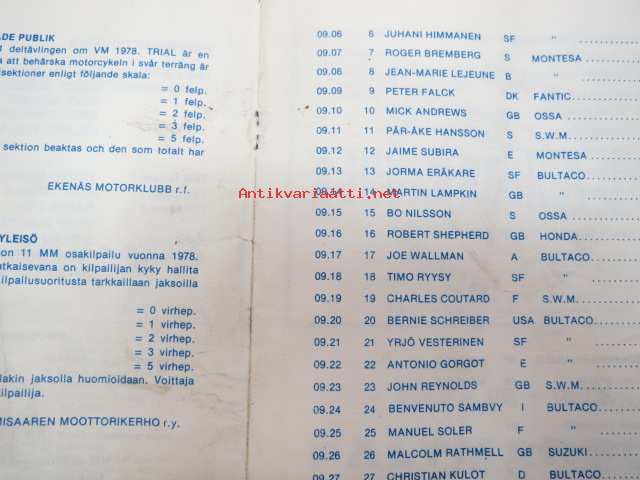 ADE PUBLIK
deltävlingen om VM 1978. TRIAL är en
a att behärska motorcykeln i svår terräng är
sektioner enligt följande skala:
= 0 felp.
= 1 felp.
= 2 felp.
= 3 felp.
= 5 felp.
sektion beaktas och den som totalt har
EKENÄS MOTORKLUBB r.f.
YLEISÖ
on 11 MM osakilpailu vuonna 1978.
atkaisevana on kilpailijan kyky hallita
ilpailusuoritusta tarkkaillaan jaksoilla
= 0 virhep.
= 1 virhep.
= 2 virhep.
= 3 virhep.
= 5 virhep.
lakin jaksolla huomioidaan. Voittaja
kilpailija.
MISAAREN MOOTTORIKERHO r.y.
09.06 6 JUHANI HIMMANEN SF "
09.07 7 ROGER BREMBERG S MONTESA
09.08 8 JEAN-MARIE LEJEUNE B "
09.09 9 PETER FALCK DK FANTIC
09.10 10 MICK ANDREWS GB OSSA
09.11 11 PÄR-ÅKE HANSSON S S.W.M.
09.12 12 JAIME SUBIRA E MONTESA
09.13 13 JORMA ERÄKARE SF BULTACO
09.14 14 MARTIN LAMPKIN GB "
Antikvariaatti.net
09.15 15 BO NILSSON S OSSA
09.16 16 ROBERT SHEPHERD GB HONDA
09.17 17 JOE WALLMAN A BULTACO
09.18 18 TIMO RYYSY SF "
09.19 19 CHARLES COUTARD F S.W.M.
09.20 20 BERNIE SCHREIBER USA BULTACO
09.21 21 YRJÖ VESTERINEN SF "
09.22 22 ANTONIO GORGOT E "
09.23 23 JOHN REYNOLDS GB S.W.M.
09.24 24 BENVENUTO SAMBVY I BULTACO
09.25 25 MANUEL SOLER F "
09.26 26 MALCOLM RATHMELL GB SUZUKI
09.27 27 CHRISTIAN KULOT D BULTACO